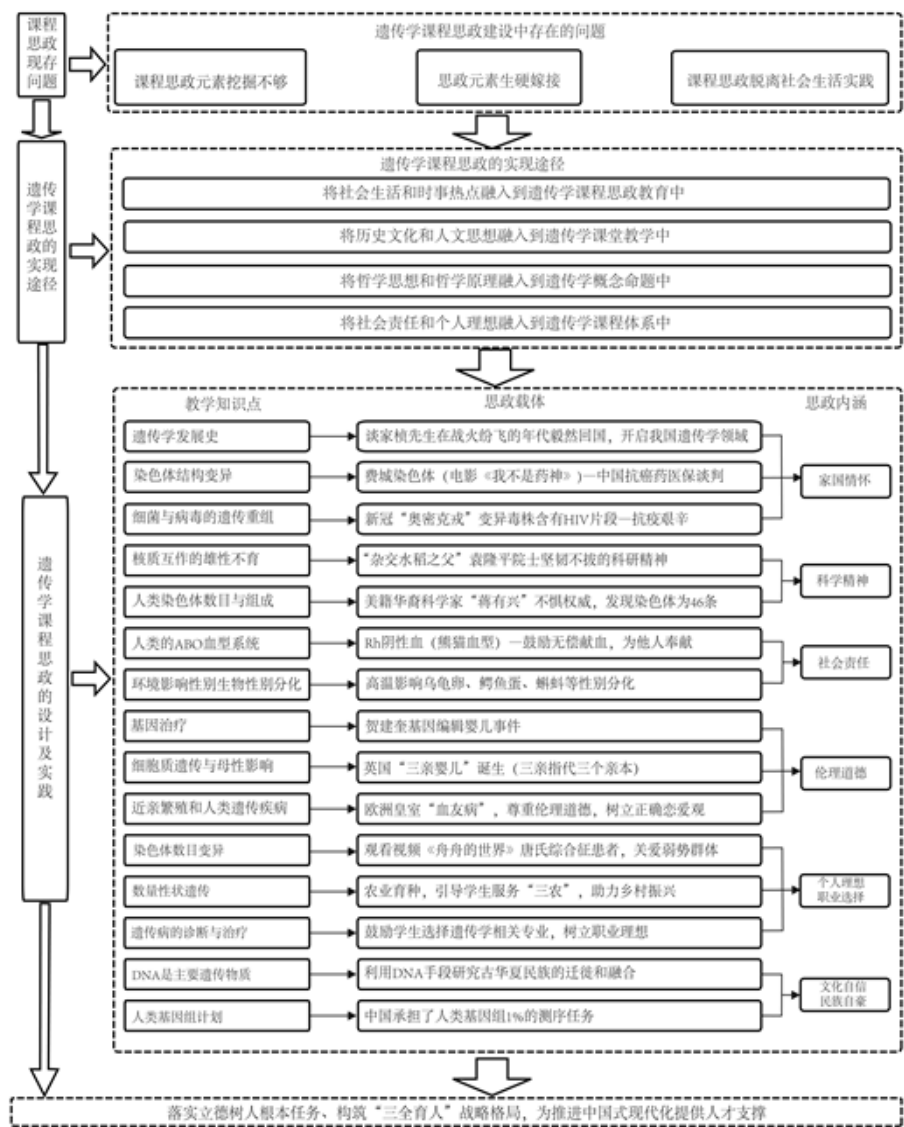 课程
思政
现存
问题
遗传学课程思政建设中存在的问题
课程思政元素挖掘不够
思政元素生硬嫁接
课程思政脱离社会生活实践
遗传
学课
程思
政的
实现
途径
遗传学课程思政的实现途径
将社会生活和时事热点融入到遗传学课程思政教育中
将历史文化和人文思想融入到遗传学课堂教学中
将哲学思想和哲学原理融入到遗传学概念命题中
将社会责任和个人理想融入到遗传学课程体系中
遗传学课程思政的设计及实践
教学知识点 思政载体 思政内涵
遗传学发展史 谈家桢先生在战火纷飞的年代毅然回国，开启我国遗传学领域
染色体结构变异 费城染色体（电影《我不是药神》）—中国抗癌药医保谈判
家国情怀
细菌与病毒的遗传重组 新冠“奥密克戎”变异毒株含有HIV片段—抗疫艰辛
核质互作的雄性不育 “杂交水稻之父”袁隆平院士坚韧不拔的科研精神
科学精神
人类染色体数目与组成 美籍华裔科学家“蒋有兴”不惧权威，发现染色体为46条
人类的ABO血型系统 Rh阴性血（熊猫血型）—鼓励无偿献血，为他人奉献
社会责任
环境影响性别生物性别分化 高温影响乌龟卵、鳄鱼蛋、蝌蚪等性别分化
基因治疗 贺建奎基因编辑婴儿事件
细胞质遗传与母性影响 英国“三亲婴儿”诞生（三亲指代三个亲本）
伦理道德
近亲繁殖和人类遗传疾病 欧洲皇室“血友病”，尊重伦理道德，树立正确恋爱观
染色体数目变异 观看视频《舟舟的世界》唐氏综合征患者，关爱弱势群体
数量性状遗传 农业育种，引导学生服务“三农”，助力乡村振兴
个人理想
职业选择
遗传病的诊断与治疗 鼓励学生选择遗传学相关专业，树立职业理想
DNA是主要遗传物质 利用DNA手段研究古华夏民族的迁徙和融合
文化自信
民族自豪
人类基因组计划 中国承担了人类基因组1%的测序任务
落实立德树人根本任务、构筑“三全育人”战略格局，为推进中国式现代化提供人才支撑